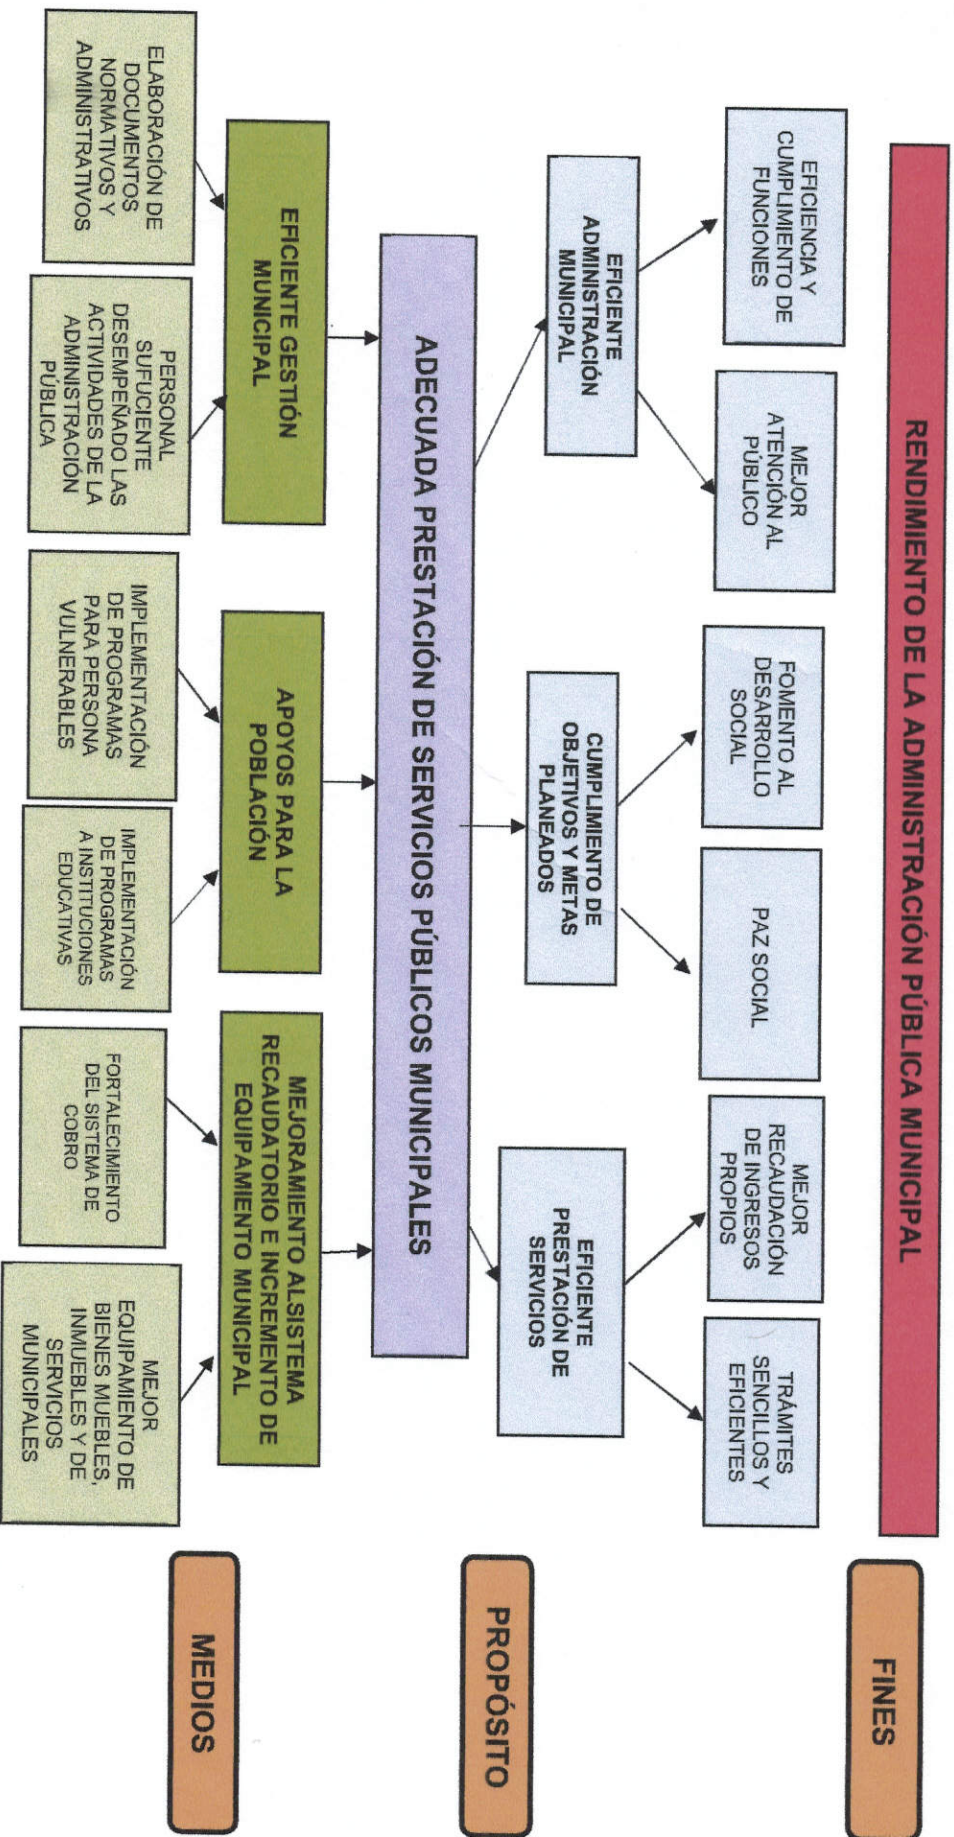 RENDIMIENTO DE LA ADMINISTRACIÓN PÚBLICA MUNICIPAL
FINES
EFICIENCIA Y
CUMPLIMIENTO DE
FUNCIONES
MEJOR
ATENCIÓN AL
PÚBLICO
FOMENTO AL
DESARROLLO
SOCIAL
PAZ SOCIAL
MEJOR
RECAUDACIÓN
DE INGRESOS
PROPIOS
TRÁMITES
SENCILLOS Y
EFICIENTES
EFICIENTE
ADMINISTRACIÓN
MUNICIPAL
CUMPLIMIENTO DE
OBJETIVOS Y METAS
PLANEADOS
EFICIENTE
PRESTACIÓN DE
SERVICIOS
ADECUADA PRESTACIÓN DE SERVICIOS PÚBLICOS MUNICIPALES
PROPÓSITO
EFICIENTE GESTIÓN
MUNICIPAL
APOYOS PARA LA
POBLACIÓN
MEJORAMIENTO ALSISTEMA
RECAUDATORIO E INCREMENTO DE
EQUIPAMIENTO MUNICIPAL
MEDIOS
ELABORACIÓN DE
DOCUMENTOS
NORMATIVOS Y
ADMINISTRATIVOS
PERSONAL
SUFUCIENTE
DESEMPEÑADO LAS
ACTIVIDADES DE LA
ADMINISTRACIÓN
PÚBLICA
IMPLEMENTACIÓN
DE PROGRAMAS
PARA PERSONA
VULNERABLES
IMPLEMENTACIÓN
DE PROGRAMAS
A INSTITUCIONES
EDUCATIVAS
FORTALECIMIENTO
DEL SISTEMA DE
COBRO
MEJOR
EQUIPAMIENTO DE
BIENES MUEBLES,
INMUEBLES Y DE
SERVICIOS
MUNICIPALES